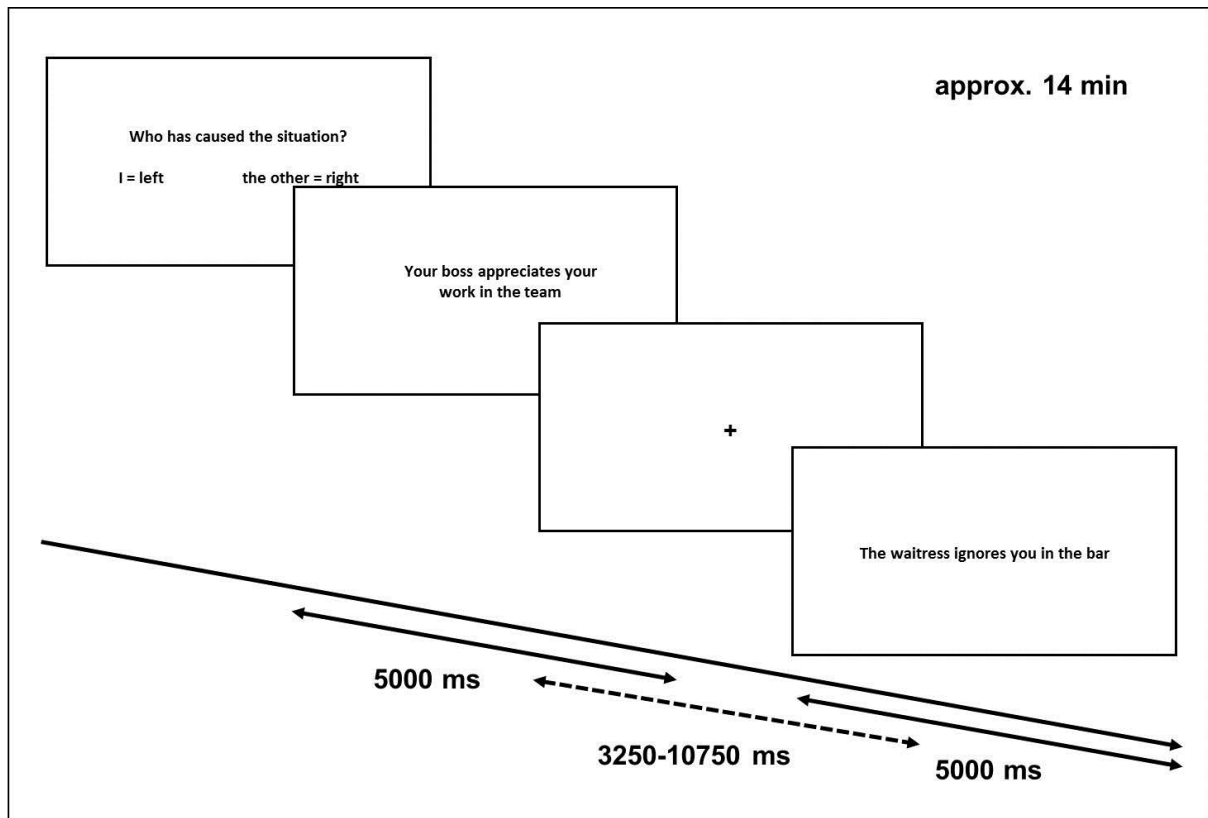 approx. 14 min
Who has caused the situation?
I = left the other = right
Your boss appreciates your
work in the team
+
The waitress ignores you in the bar
5000 ms
3250-10750 ms
5000 ms